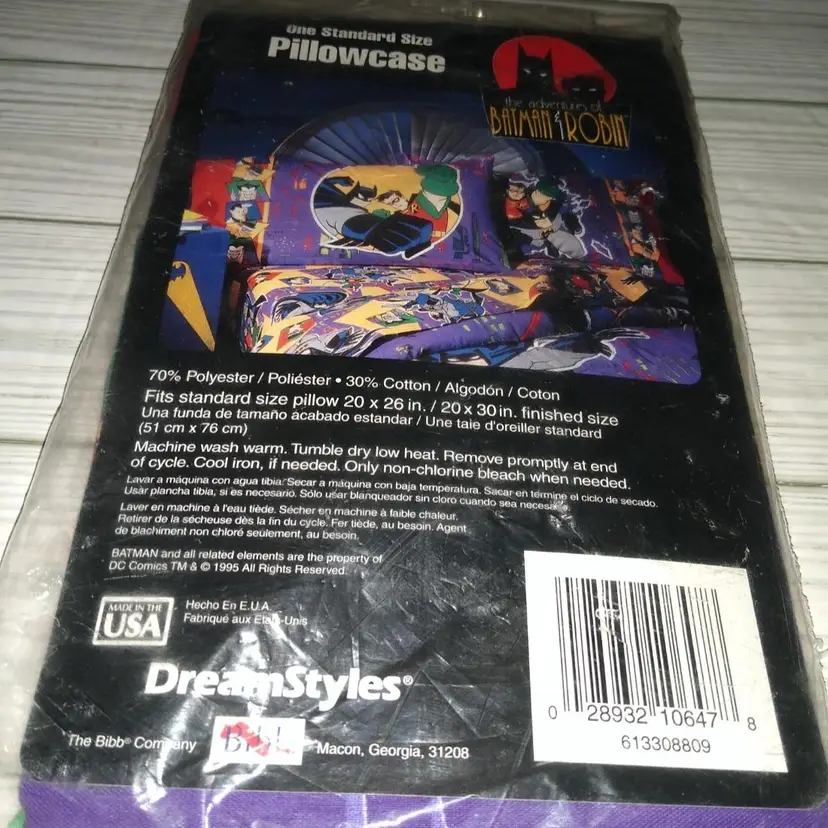 One Standard Size
Pillowcase
the adventures of
BATMAN & ROBIN
70% Polyester / Poliéster • 30% Cotton / Algodón / Coton
Fits standard size pillow 20 x 26 in. / 20 x 30 in. finished size
Una funda de tamaño acabado estandar / Une taie d'oreiller standard
(51 cm x 76 cm)
Machine wash warm. Tumble dry low heat. Remove promptly at end
of cycle. Cool iron, if needed. Only non-chlorine bleach when needed.
Lavar a máquina con agua tibia. Secar a máquina con baja temperatura. Sacar en termine el ciclo de secado.
Usar plancha tibia, si es necesario. Sólo usar blanqueador sin cloro cuando sea necesario.
Laver en machine à l'eau tiède. Sécher en machine à faible chaleur.
Retirer de la sécheuse dès la fin du cycle. Fer tiède, au besoin. Agent
de blachiment non chloré seulement, au besoin.
BATMAN and all related elements are the property of
DC Comics TM & © 1995 All Rights Reserved.
MADE IN THE
USA
Hecho En E.U.A.
Fabriqué aux États-Unis
DreamStyles®
The Bibb® Company
BIBB
Macon, Georgia, 31208
0 28932 10647 8
613308809